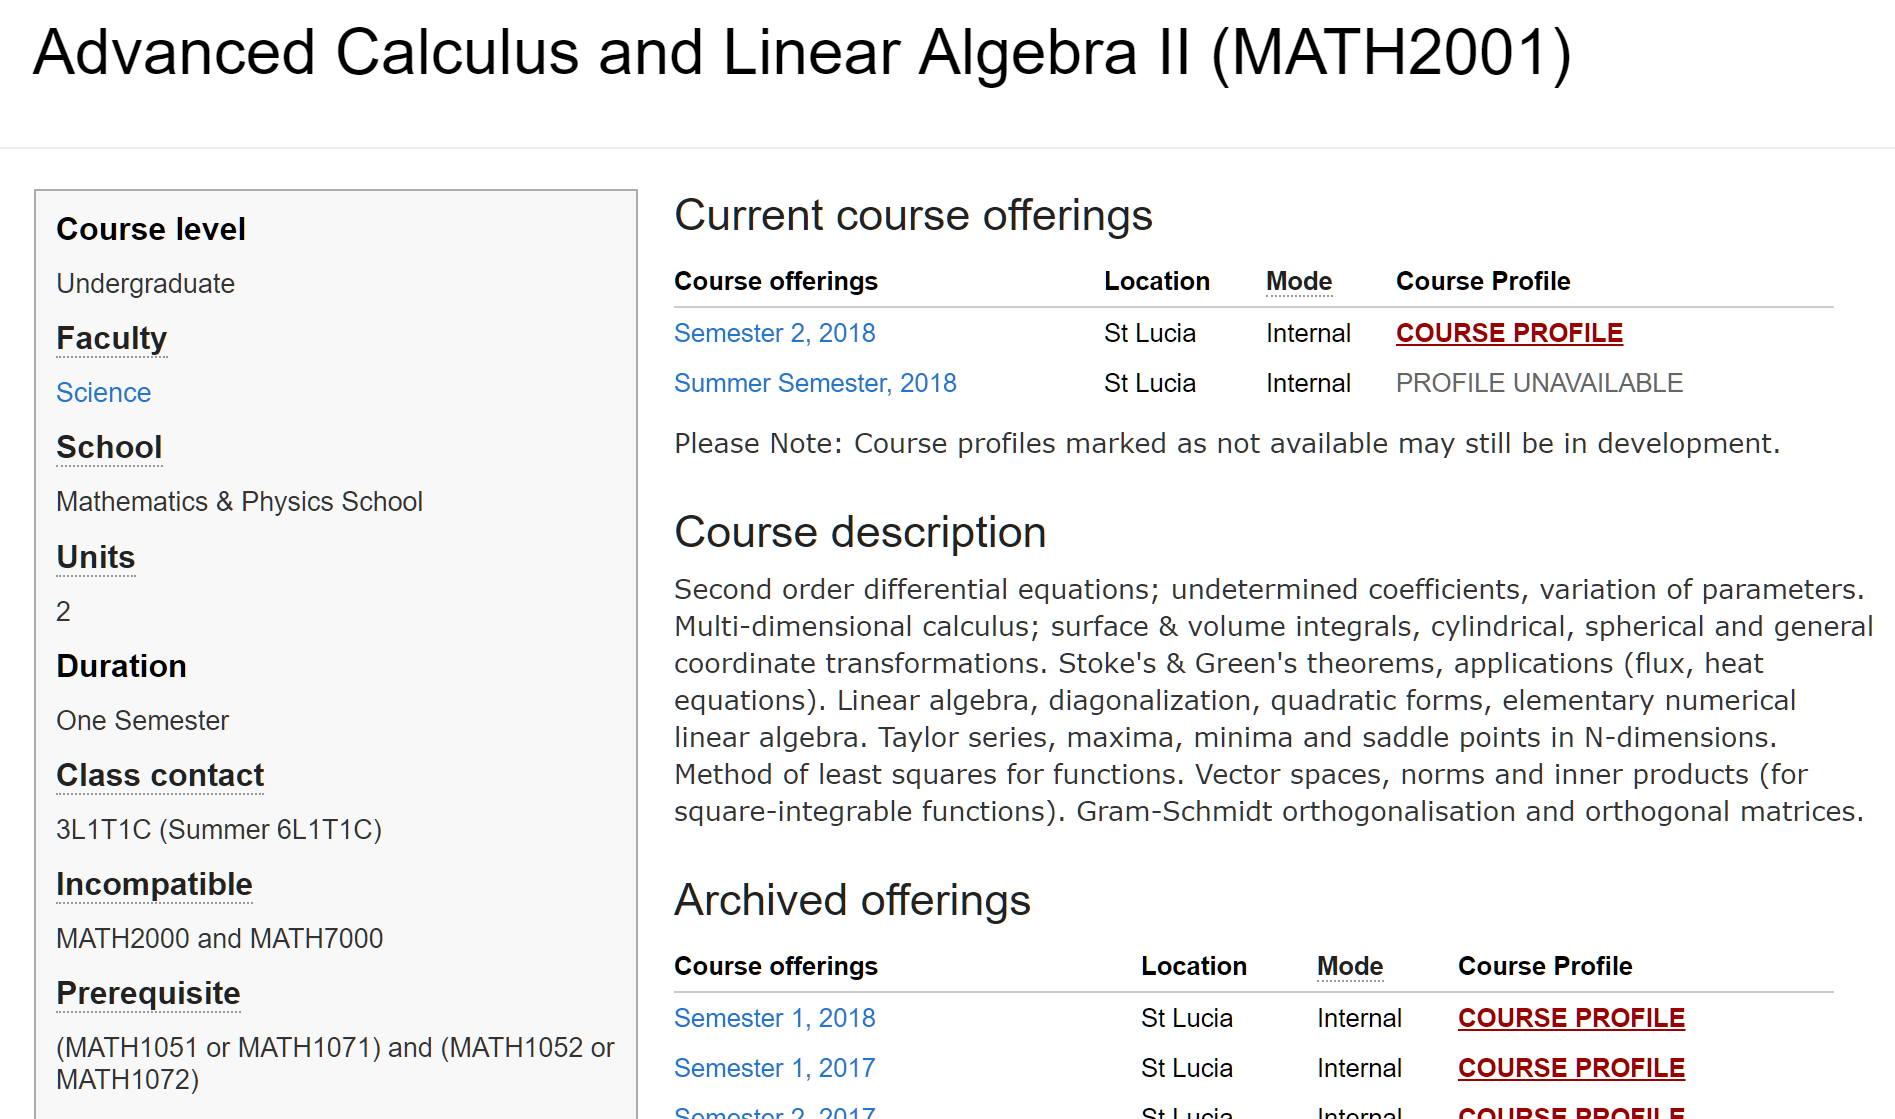 Advanced Calculus and Linear Algebra II (MATH2001)
Course level
Undergraduate
Faculty
Science
School
Mathematics & Physics School
Units
2
Duration
One Semester
Class contact
3L1T1C (Summer 6L1T1C)
Incompatible
MATH2000 and MATH7000
Prerequisite
(MATH1051 or MATH1071) and (MATH1052 or
MATH1072)
Current course offerings
Course offerings Location Mode Course Profile
Semester 2, 2018 St Lucia Internal COURSE PROFILE
Summer Semester, 2018 St Lucia Internal PROFILE UNAVAILABLE
Please Note: Course profiles marked as not available may still be in development.
Course description
Second order differential equations; undetermined coefficients, variation of parameters.
Multi-dimensional calculus; surface & volume integrals, cylindrical, spherical and general
coordinate transformations. Stoke's & Green's theorems, applications (flux, heat
equations). Linear algebra, diagonalization, quadratic forms, elementary numerical
linear algebra. Taylor series, maxima, minima and saddle points in N-dimensions.
Method of least squares for functions. Vector spaces, norms and inner products (for
square-integrable functions). Gram-Schmidt orthogonalisation and orthogonal matrices.
Archived offerings
Course offerings Location Mode Course Profile
Semester 1, 2018 St Lucia Internal COURSE PROFILE
Semester 1, 2017 St Lucia Internal COURSE PROFILE
Semester 2, 2017 St Lucia Internal COURSE PROFILE